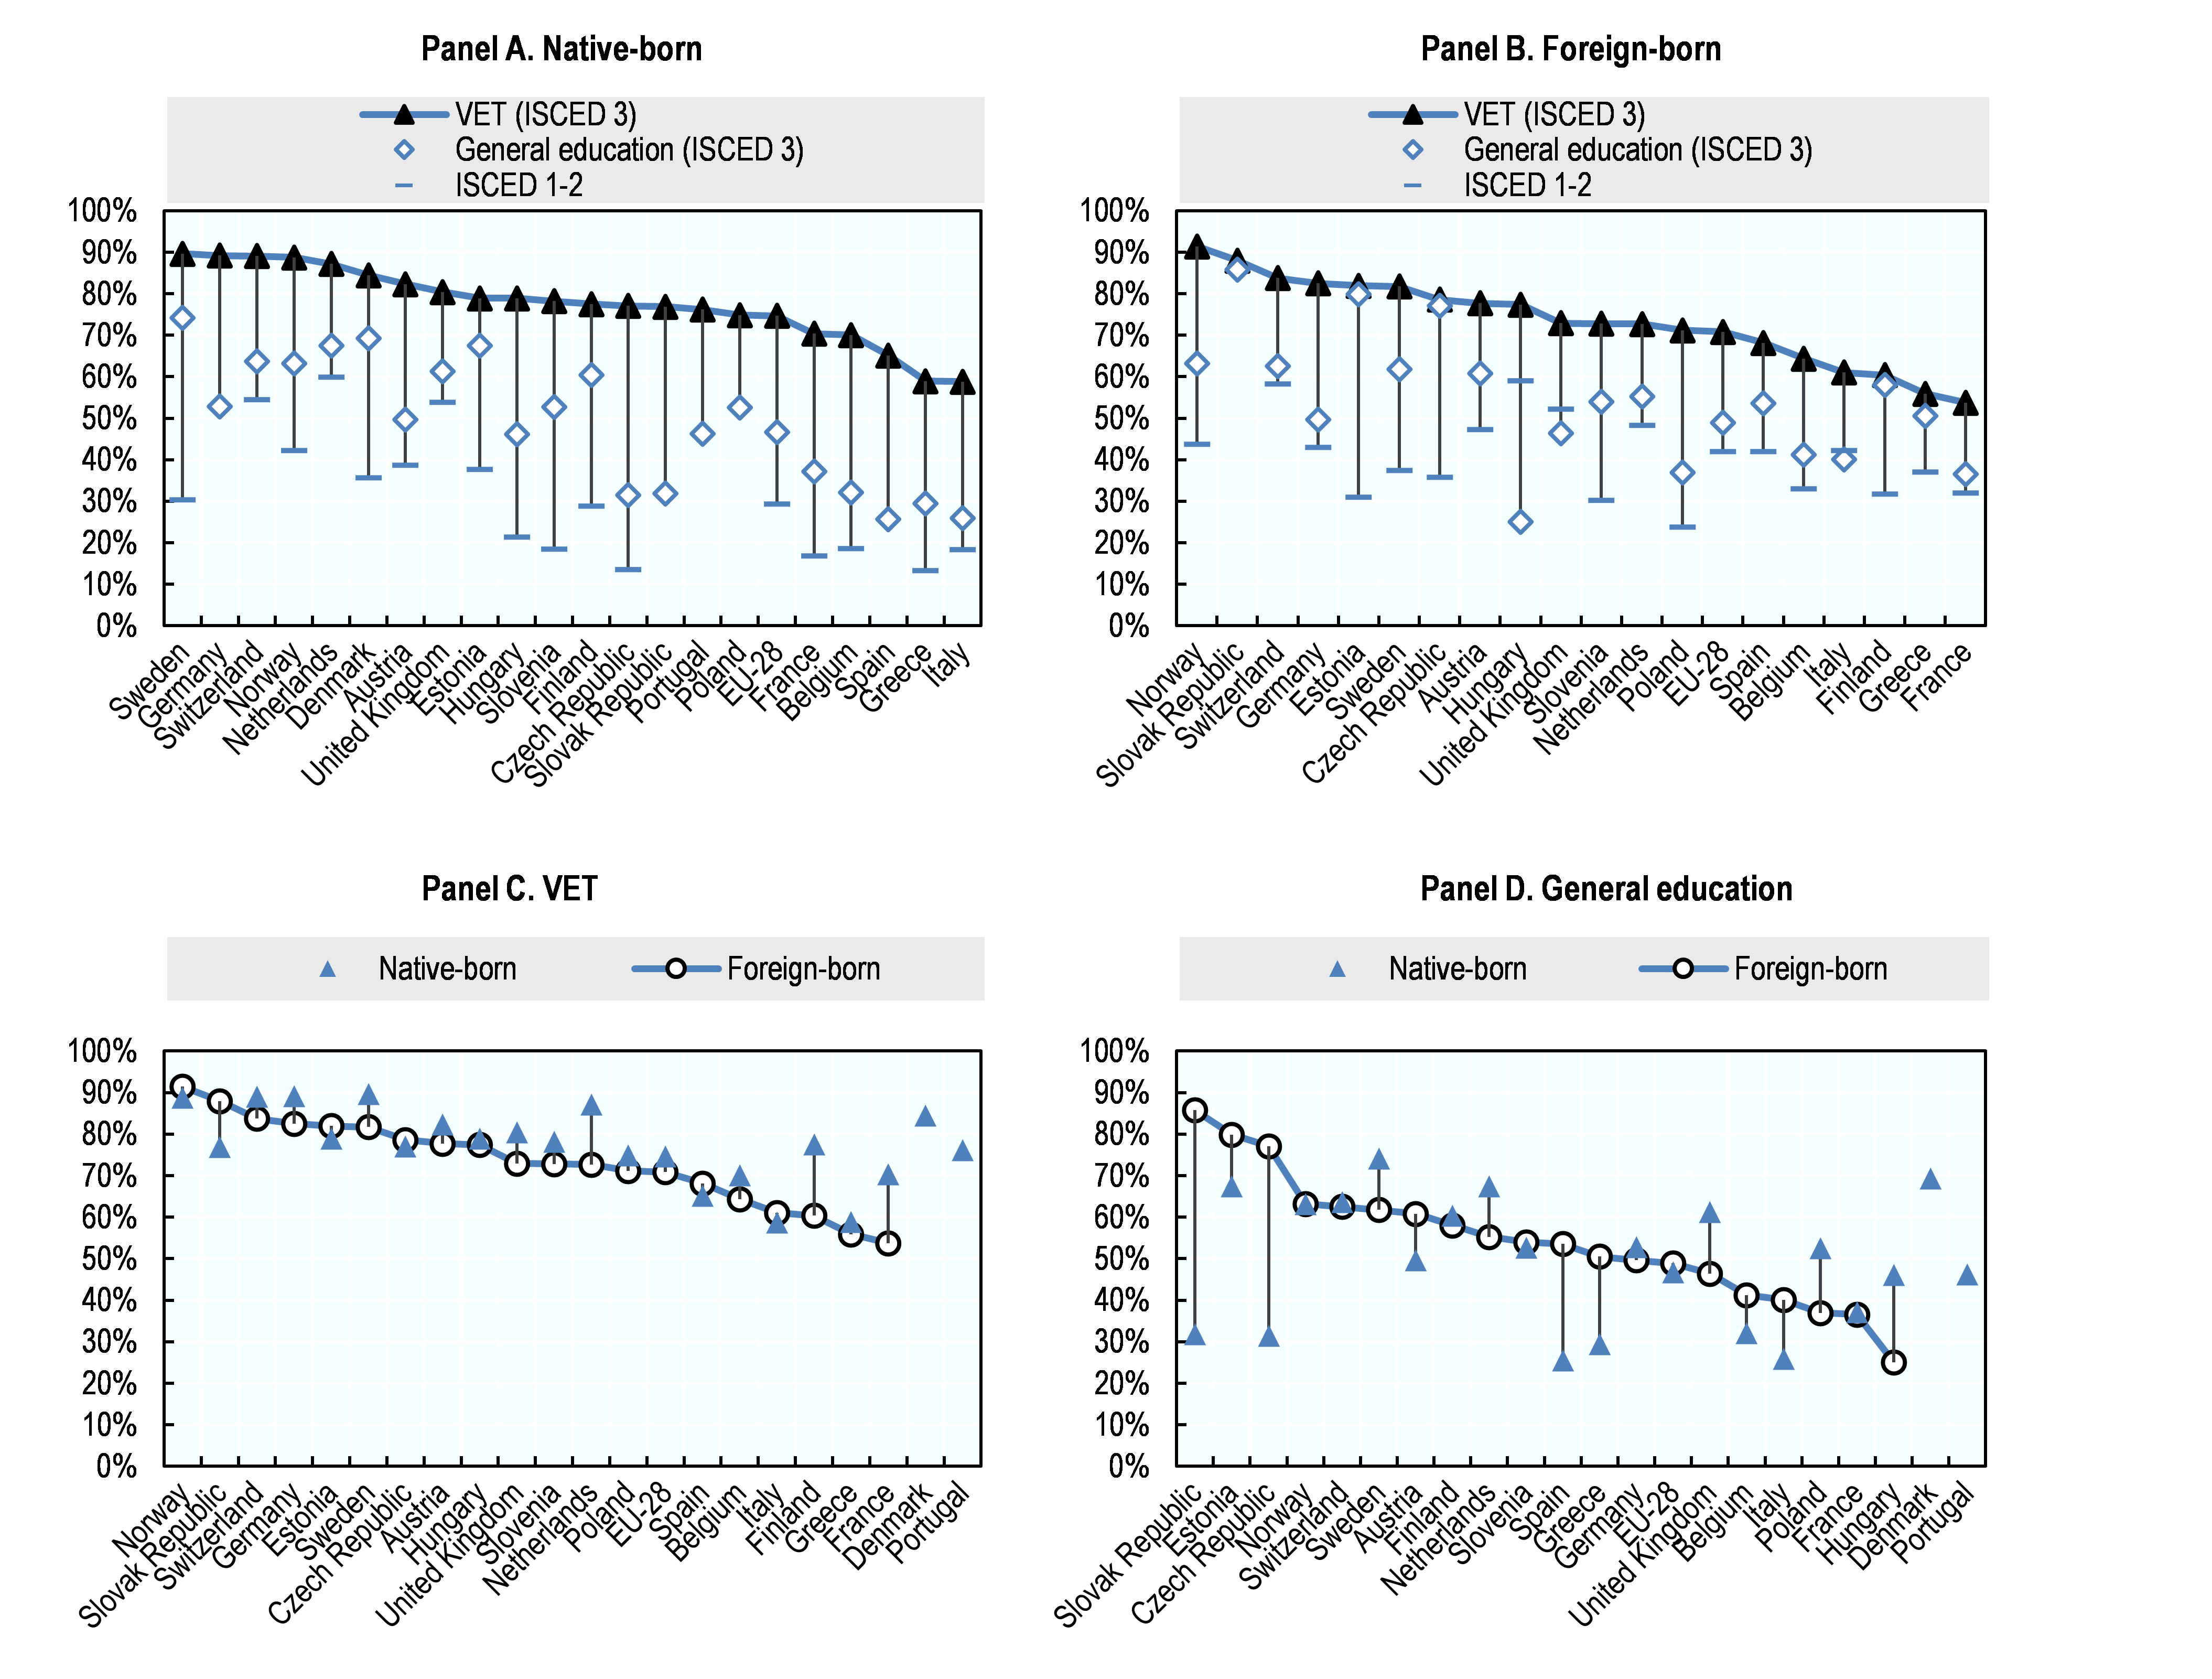 Panel A. Native-born
VET (ISCED 3)
General education (ISCED 3)
ISCED 1-2
100%
90%
80%
70%
60%
50%
40%
30%
20%
10%
0%
Sweden
Germany
Switzerland
Norway
Netherlands
Denmark
Austria
United Kingdom
Estonia
Hungary
Slovenia
Finland
Czech Republic
Slovak Republic
Portugal
Poland
EU-28
France
Belgium
Spain
Greece
Italy
Panel B. Foreign-born
VET (ISCED 3)
General education (ISCED 3)
ISCED 1-2
100%
90%
80%
70%
60%
50%
40%
30%
20%
10%
0%
Norway
Slovak Republic
Switzerland
Germany
Estonia
Sweden
Czech Republic
Austria
Hungary
United Kingdom
Slovenia
Netherlands
Poland
EU-28
Spain
Belgium
Italy
Finland
Greece
France
Panel C. VET
Native-born
Foreign-born
100%
90%
80%
70%
60%
50%
40%
30%
20%
10%
0%
Norway
Slovak Republic
Switzerland
Germany
Estonia
Sweden
Czech Republic
Austria
Hungary
United Kingdom
Slovenia
Netherlands
Poland
EU-28
Spain
Belgium
Italy
Finland
Greece
France
Denmark
Portugal
Panel D. General education
Native-born
Foreign-born
100%
90%
80%
70%
60%
50%
40%
30%
20%
10%
0%
Slovak Republic
Estonia
Czech Republic
Norway
Switzerland
Sweden
Austria
Finland
Netherlands
Slovenia
Spain
Greece
Germany
EU-28
United Kingdom
Belgium
Italy
Poland
France
Hungary
Denmark
Portugal